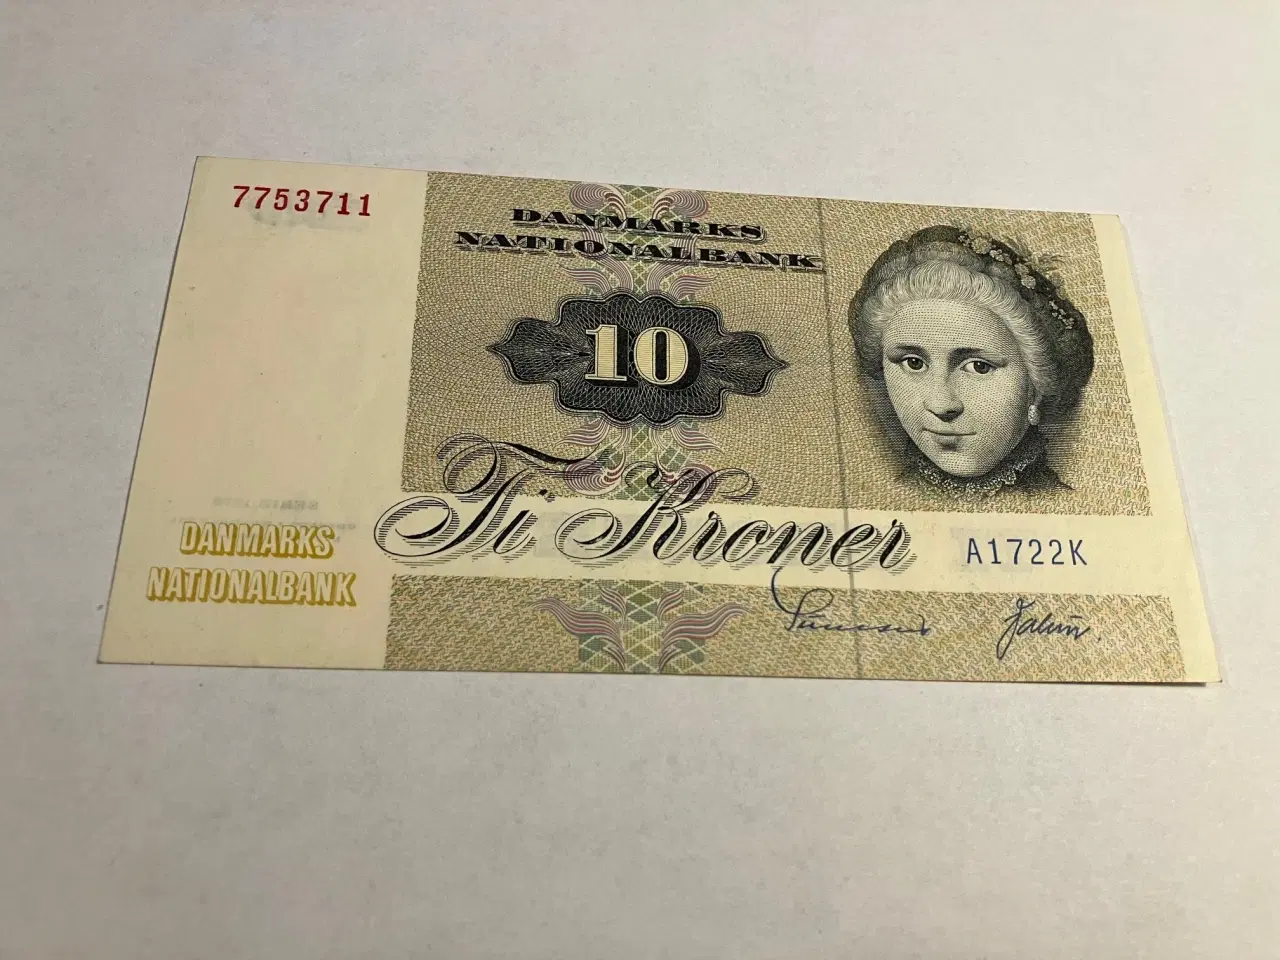 7753711
DANMARKS
NATIONALBANK
10
Ti Kroner
A1722K
DANMARKS
NATIONALBANK